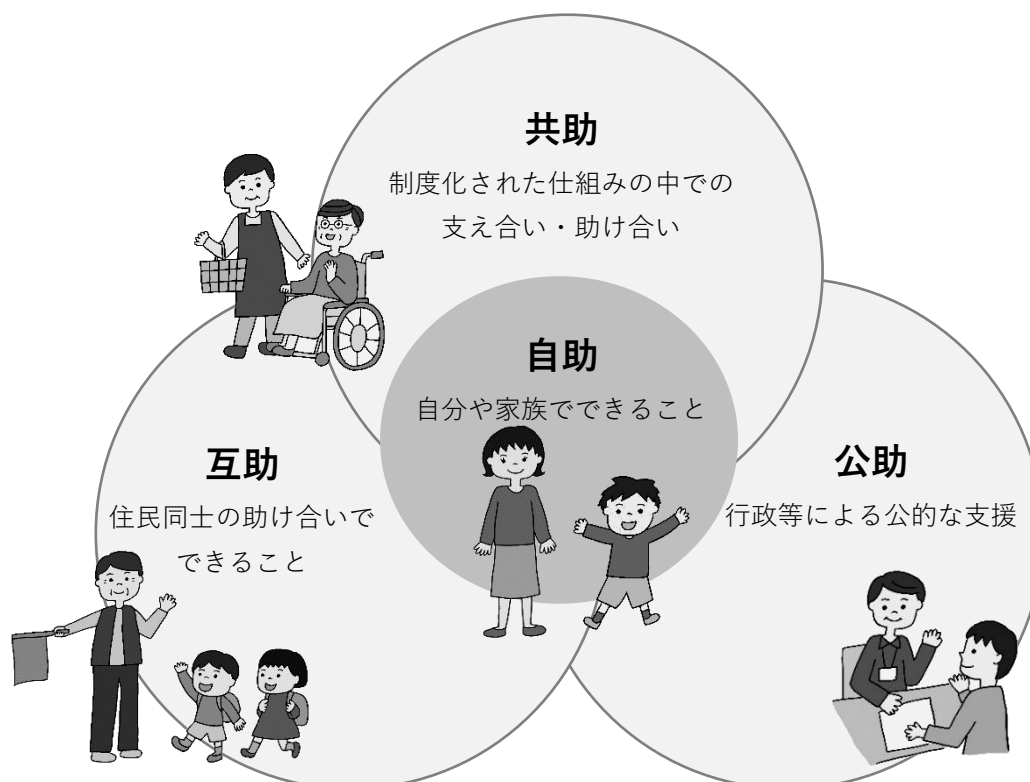 共助
制度化された仕組みの中での
支え合い・助け合い
自助
自分や家族でできること
互助
住民同士の助け合いで
できること
公助
行政等による公的な支援